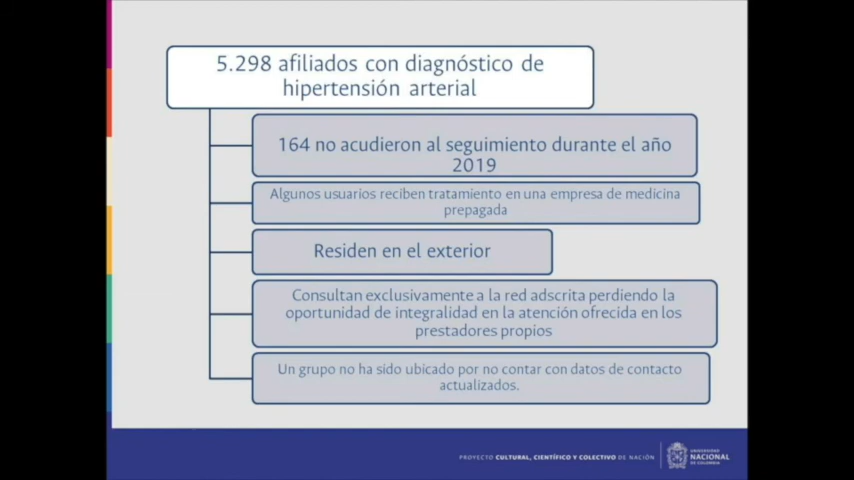 5.298 afiliados con diagnóstico de
hipertensión arterial
164 no acudieron al seguimiento durante el año
2019
Algunos usuarios reciben tratamiento en una empresa de medicina
prepagada
Residen en el exterior
Consultan exclusivamente a la red adscrita perdiendo la
oportunidad de integralidad en la atención ofrecida en los
prestadores propios
Un grupo no ha sido ubicado por no contar con datos de contacto
actualizados.
PROYECTO CULTURAL, CIENTÍFICO Y COLECTIVO DE NACIÓN
UNIVERSIDAD
NACIONAL
DE COLOMBIA